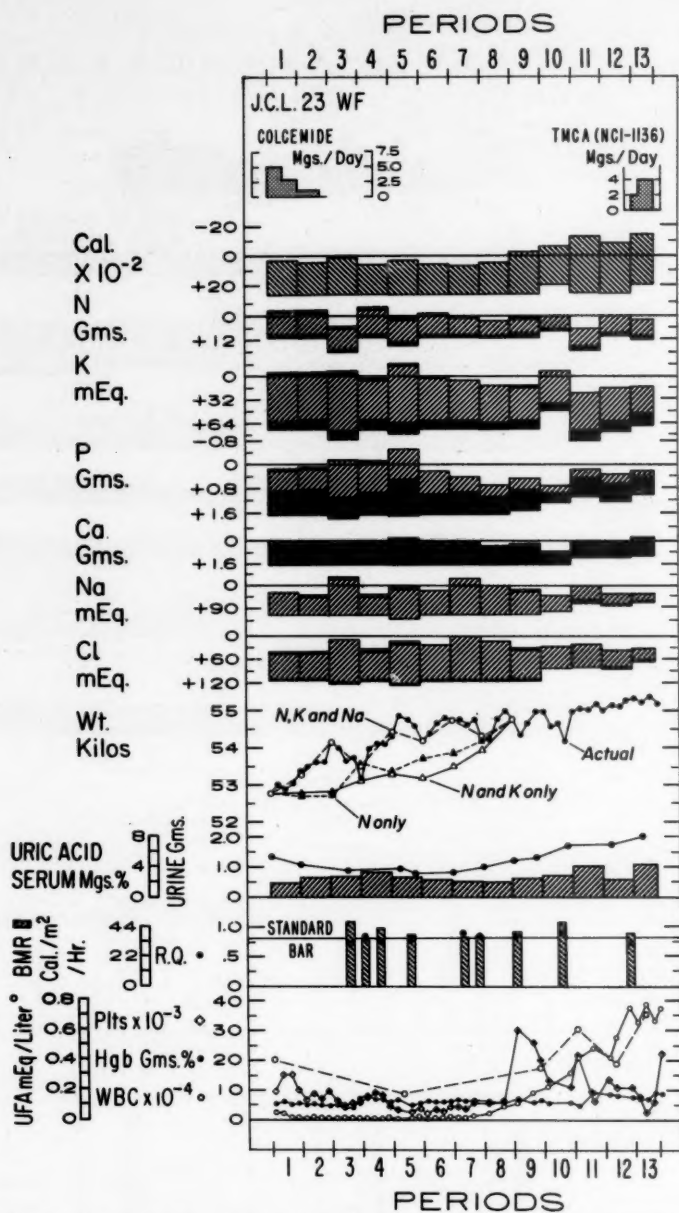 PERIODS
1 2 3 4 5 6 7 8 9 10 11 12 13
J.C.L. 23 WF
COLCEMIDE
Mgs./Day
7.5
5.0
2.5
0
TMCA (NCI-1136)
Mgs/Day
4
2
0
Cal. X 10-2
-20
0
+20
N Gms.
0
+12
K mEq.
0
+32
+64
P Gms.
-0.8
0
+0.8
+1.6
Ca Gms.
0
+1.6
Na mEq.
0
+90
Cl mEq.
0
+60
+120
Wt. Kilos
55
54
53
52
N,K and Na
Actual
N and K only
N only
URIC ACID
SERUM Mgs.%
8
4
0
URINE Gms.
2.0
1.0
0
BMR
Cal./m2
/Hr.
44
22
0
R.Q.
1.0
.5
0
STANDARD
BAR
UFA mEq/Liter
0.8
0.6
0.4
0.2
0
Plts x 10-3
Hgb Gms.%
WBC x 10-4
40
30
20
10
0
1 2 3 4 5 6 7 8 9 10 11 12 13
PERIODS